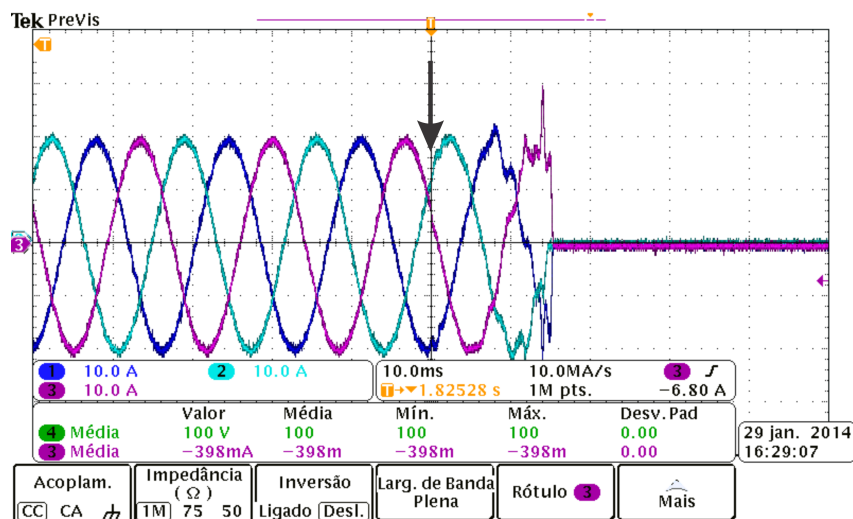 Tek PreVis
T
T
3
1 10.0 A 2 10.0 A
3 10.0 A
10.0ms 10.0MA/s 3
T→▼1.82528 s 1M pts. −6.80 A
Valor Média Mín. Máx. Desv.Pad
4 Média 100 V 100 100 100 0.00
3 Média −398mA −398m −398m −398m 0.00
29 jan. 2014
16:29:07
Acoplam.
CC CA
Impedância
(Ω)
1M 75 50
Inversão
Ligado Desl.
Larg. de Banda
Plena
Rótulo 3
Mais